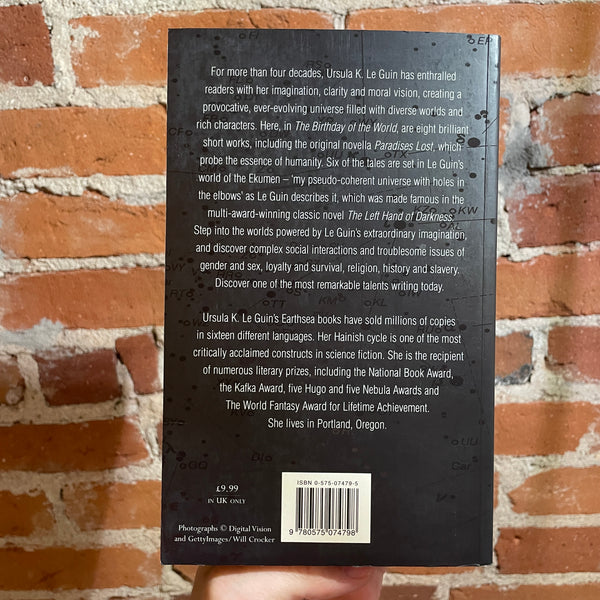 For more than four decades, Ursula K. Le Guin has enthralled
readers with her imagination, clarity and moral vision, creating a
provocative, ever-evolving universe filled with diverse worlds and
rich characters. Here, in The Birthday of the World, are eight brilliant
short works, including the original novella Paradises Lost, which
probe the essence of humanity. Six of the tales are set in Le Guin's
world of the Ekumen – 'my pseudo-coherent universe with holes in
the elbows' as Le Guin describes it, which was made famous in the
multi-award-winning classic novel The Left Hand of Darkness.
Step into the worlds powered by Le Guin's extraordinary imagination,
and discover complex social interactions and troublesome issues of
gender and sex, loyalty and survival, religion, history and slavery.
Discover one of the most remarkable talents writing today.
Ursula K. Le Guin's Earthsea books have sold millions of copies
in sixteen different languages. Her Hainish cycle is one of the most
critically acclaimed constructs in science fiction. She is the recipient
of numerous literary prizes, including the National Book Award,
the Kafka Award, five Hugo and five Nebula Awards and
The World Fantasy Award for Lifetime Achievement.
She lives in Portland, Oregon.
£9.99
IN UK ONLY
Photographs © Digital Vision
and GettyImages/Will Crocker
ISBN 0-575-07479-5
9 780575 074798
EP
KW
AL
TX
TT
KM
KL
UU
Car
GQ